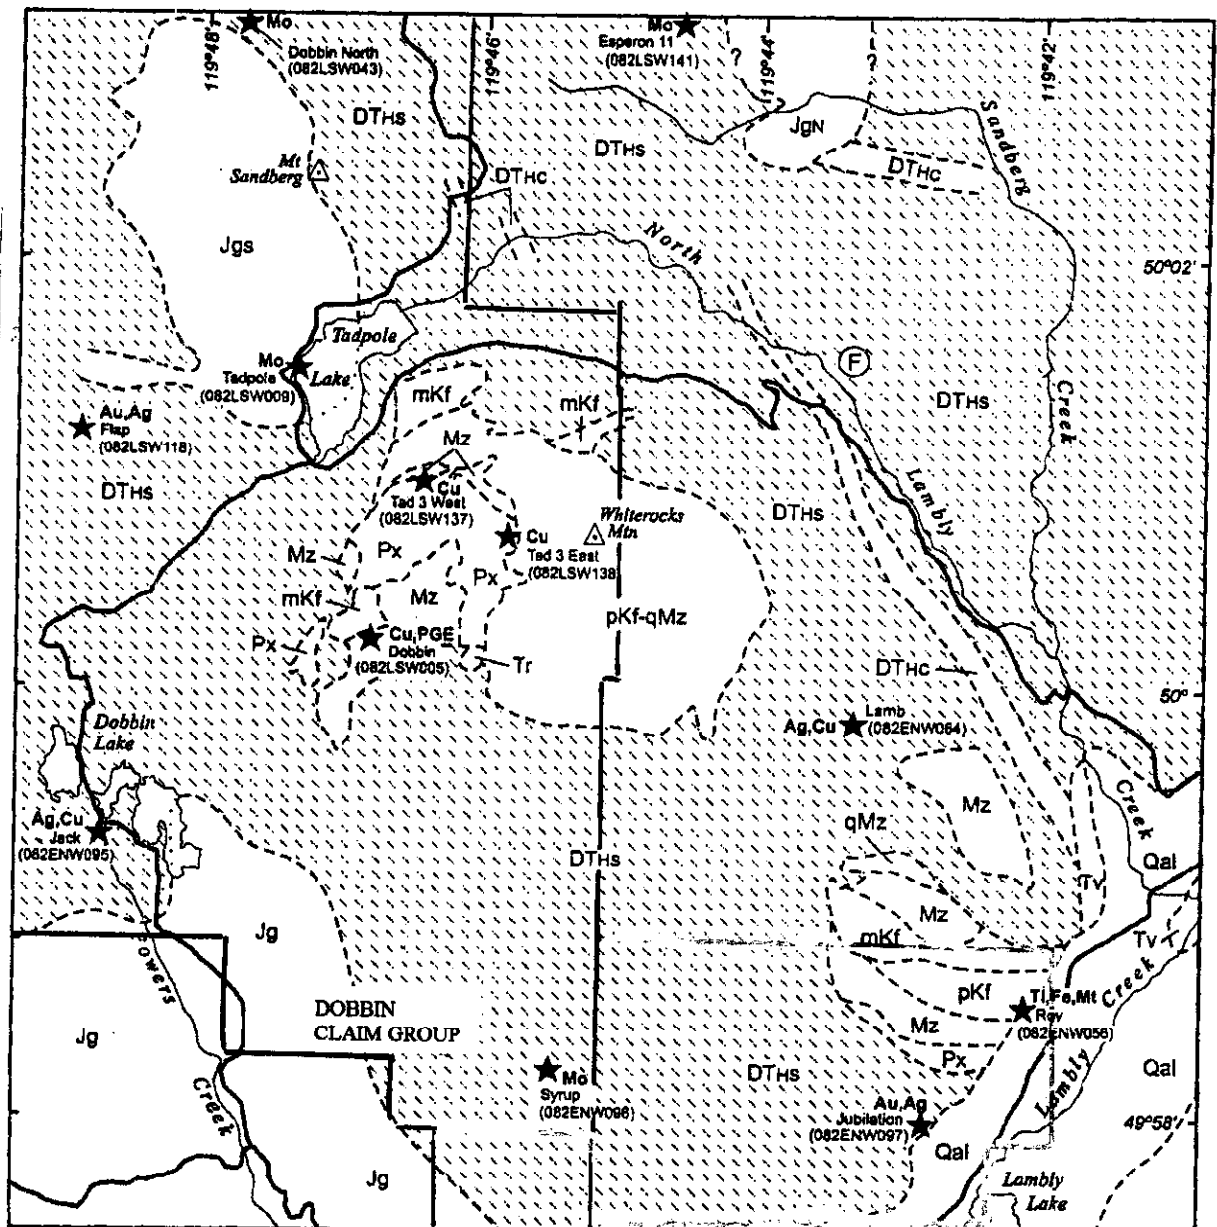 119°48'
Mo
Dobbin North
(082LSW043)
119°46'
Mo
Esperon 11
(082LSW141)
?
119°44'
?
119°42'
DTHs
Mt
Sandberg
DTHc
DTHs
JgN
DTHc
Sandberg
Jgs
North
50°02'
Tadpole
Lake
Mo
Tadpole
(082LSW009)
F
Au,Ag
Flap
(082LSW118)
mKf
mKf
DTHs
Creek
DTHs
Mz
Cu
Tad 3 West
(082LSW137)
Lambly
DTHs
Whiterocks
Mtn
Cu
Tad 3 East
(082LSW138)
Mz
Px
Px
mKf
Mz
pKf-qMz
Px
Cu,PGE
Dobbin
(082LSW005)
Tr
DTHc
50°
Dobbin
Lake
Ag,Cu
Lamb
(082ENW064)
Creek
Ag,Cu
Jack
(082ENW095)
Mz
qMz
DTHs
Qal
Tv
Mz
Jg
mKf
Tv
Powers
Creek
pKf
Ti,Fe,Mt
Rov
(082ENW056)
DOBBIN
CLAIM GROUP
Jg
Mz
Px
Creek
Lambly
Qal
Mo
Syrup
(082ENW096)
DTHs
Au,Ag
Jubilation
(082ENW097)
49°58'
Qal
Jg
Lambly
Lake